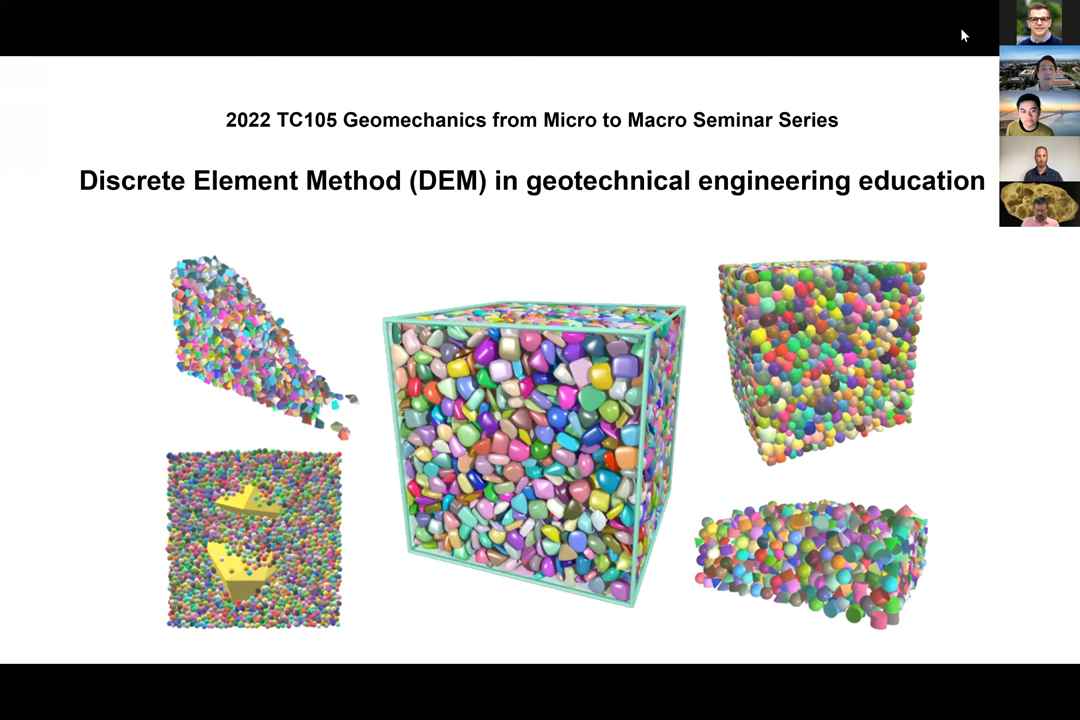 2022 TC105 Geomechanics from Micro to Macro Seminar Series
Discrete Element Method (DEM) in geotechnical engineering education